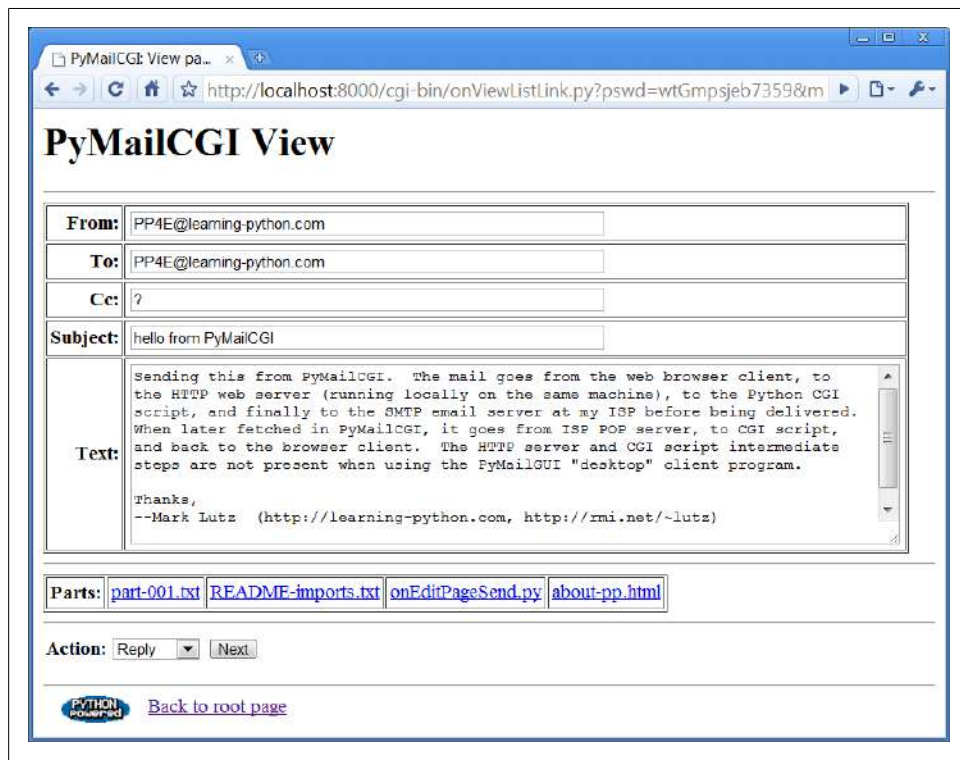 PyMailCGI: View pa...
http://localhost:8000/cgi-bin/onViewListLink.py?pswd=wtGmpsjeb7359&m
PyMailCGI View
From: PP4E@learning-python.com
To: PP4E@learning-python.com
Cc: ?
Subject: hello from PyMailCGI
Text:
Sending this from PyMailCGI.  The mail goes from the web browser client, to
the HTTP web server (running locally on the same machine), to the Python CGI
script, and finally to the SMTP email server at my ISP before being delivered.
When later fetched in PyMailCGI, it goes from ISP POP server, to CGI script,
and back to the browser client.  The HTTP server and CGI script intermediate
steps are not present when using the PyMailGUI "desktop" client program.
Thanks,
--Mark Lutz  (http://learning-python.com, http://rmi.net/~lutz)
Parts: part-001.txt README-imports.txt onEditPageSend.py about-pp.html
Action: Reply Next
PYTHON
Powered
Back to root page